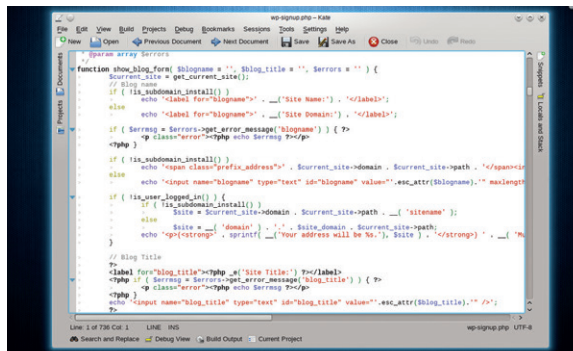 wp-signup.php – Kate
File Edit View Build Projects Debug Bookmarks Sessions Tools Settings Help
New Open Previous Document Next Document Save Save As Close Undo Redo
Documents
Projects
Snippets
Locals and Stack
* @param array $errors
*/
function show_blog_form( $blogname = '', $blog_title = '', $errors = '' ) {
$current_site = get_current_site();
// Blog name
if ( !is_subdomain_install() )
echo '<label for="blogname">' . __('Site Name:') . '</label>';
else
echo '<label for="blogname">' . __('Site Domain:') . '</label>';
if ( $errmsg = $errors->get_error_message('blogname') ) { ?>
<p class="error"><?php echo $errmsg ?></p>
<?php }
if ( !is_subdomain_install() )
echo '<span class="prefix_address">' . $current_site->domain . $current_site->path . '</span><in
else
echo '<input name="blogname" type="text" id="blogname" value="'.esc_attr($blogname).'" maxlength
if ( !is_user_logged_in() ) {
if ( !is_subdomain_install() )
$site = $current_site->domain . $current_site->path . __( 'sitename' );
else
$site = __( 'domain' ) . '.' . $site_domain . $current_site->path;
echo '<p>(<strong>' . sprintf( __('Your address will be %s.'), $site ) . '</strong>) ' . __( 'Mu
}
// Blog Title
?>
<label for="blog_title"><?php _e('Site Title:') ?></label>
<?php if ( $errmsg = $errors->get_error_message('blog_title') ) { ?>
<p class="error"><?php echo $errmsg ?></p>
<?php }
echo '<input name="blog_title" type="text" id="blog_title" value="'.esc_attr($blog_title).'" />';
?>
Line: 1 of 736 Col: 1 LINE INS wp-signup.php UTF-8
Search and Replace Debug View Build Output Current Project